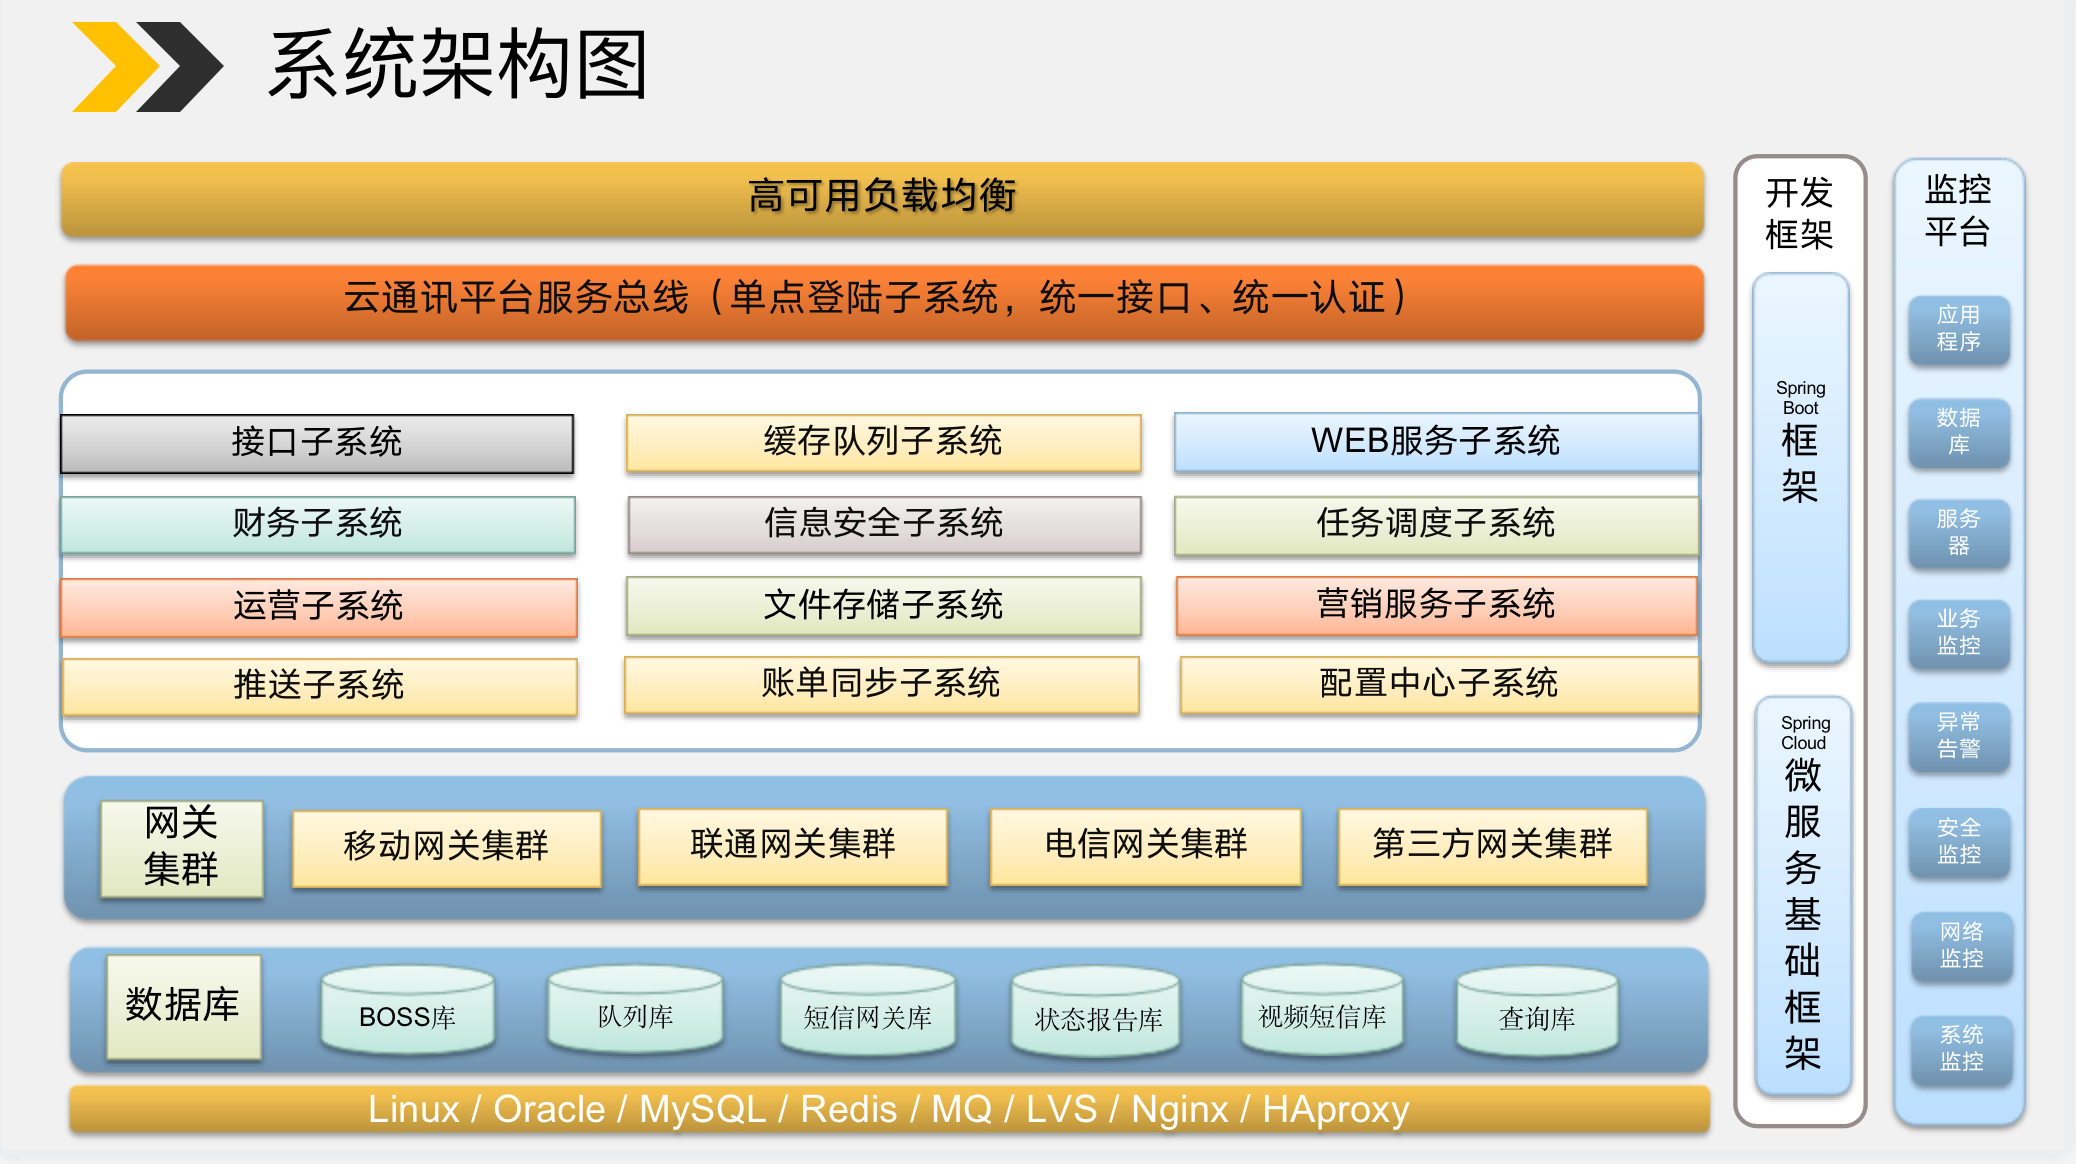 系统架构图
高可用负载均衡
云通讯平台服务总线（单点登陆子系统，统一接口、统一认证）
接口子系统
缓存队列子系统
WEB服务子系统
财务子系统
信息安全子系统
任务调度子系统
运营子系统
文件存储子系统
营销服务子系统
推送子系统
账单同步子系统
配置中心子系统
网关
集群
移动网关集群
联通网关集群
电信网关集群
第三方网关集群
数据库
BOSS库
队列库
短信网关库
状态报告库
视频短信库
查询库
Linux / Oracle / MySQL / Redis / MQ / LVS / Nginx / HAproxy
开发
框架
Spring
Boot
框
架
Spring
Cloud
微
服
务
基
础
框
架
监控
平台
应用
程序
数据
库
服务
器
业务
监控
异常
告警
安全
监控
网络
监控
系统
监控